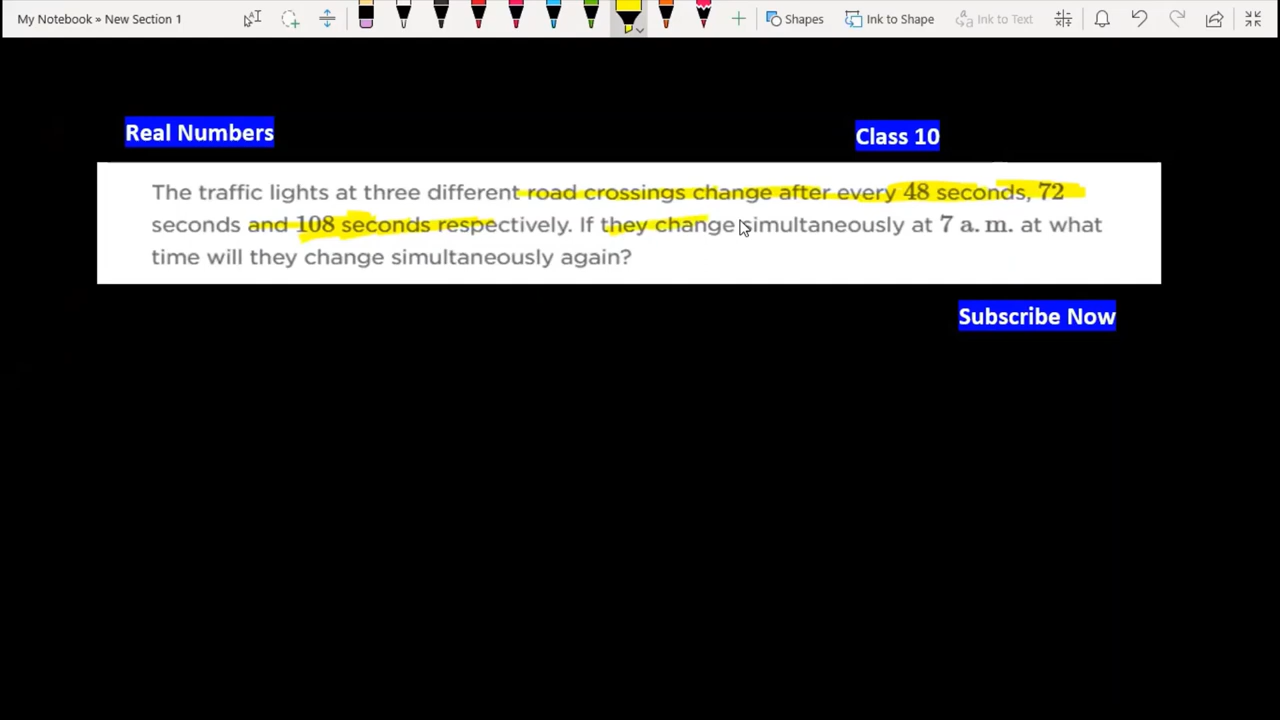 My Notebook » New Section 1
Shapes
Ink to Shape
Ink to Text
Real Numbers
Class 10
The traffic lights at three different road crossings change after every 48 seconds, 72
seconds and 108 seconds respectively. If they change simultaneously at 7 a. m. at what
time will they change simultaneously again?
Subscribe Now